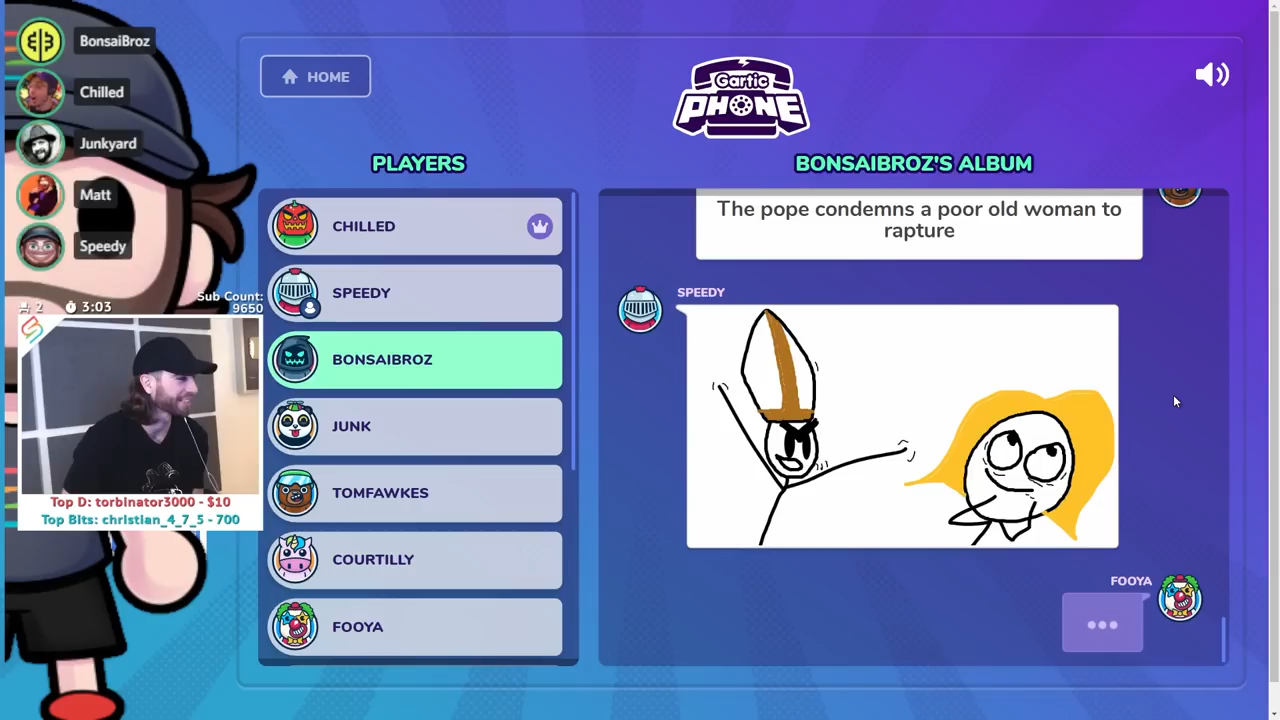 BonsaiBroz
Chilled
Junkyard
Matt
Speedy
2
3:03
Sub Count:
9650
Top D: torbinator3000 - $10
Top Bits: christian_4_7_5 - 700
HOME
Gartic
PHONE
PLAYERS
CHILLED
SPEEDY
BONSAIBROZ
JUNK
TOMFAWKES
COURTILLY
FOOYA
BONSAIBROZ'S ALBUM
The pope condemns a poor old woman to
rapture
SPEEDY
FOOYA
...